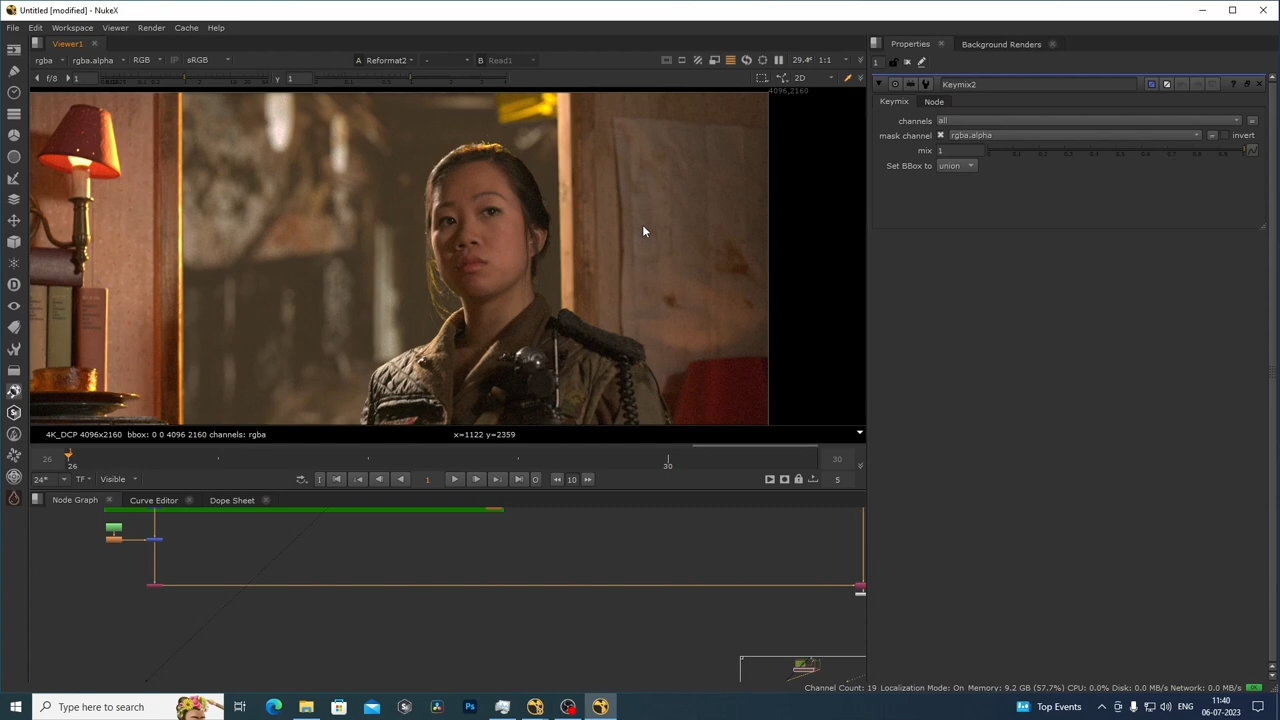 Untitled [modified] - NukeX
File Edit Workspace Viewer Render Cache Help
Viewer1
rgba rgba.alpha RGB IP sRGB A Reformat2 - B Read1 29.4 1:1
f/8 1 Y 1 2D
4096,2160
4K_DCP 4096x2160 bbox: 0 0 4096 2160 channels: rgba x=1122 y=2359
26 26 30 30
24* TF Visible I 1 O 10 5
Node Graph Curve Editor Dope Sheet
Properties Background Renders
1
Keymix2
Keymix Node
channels all
mask channel rgba.alpha invert
mix 1
Set BBox to union
Channel Count: 19 Localization Mode: On Memory: 9.2 GB (57.7%) CPU: 0.0% Disk: 0.0 MB/s Network: 0.0 MB/s
Type here to search
Top Events
ENG
11:40
06-07-2023